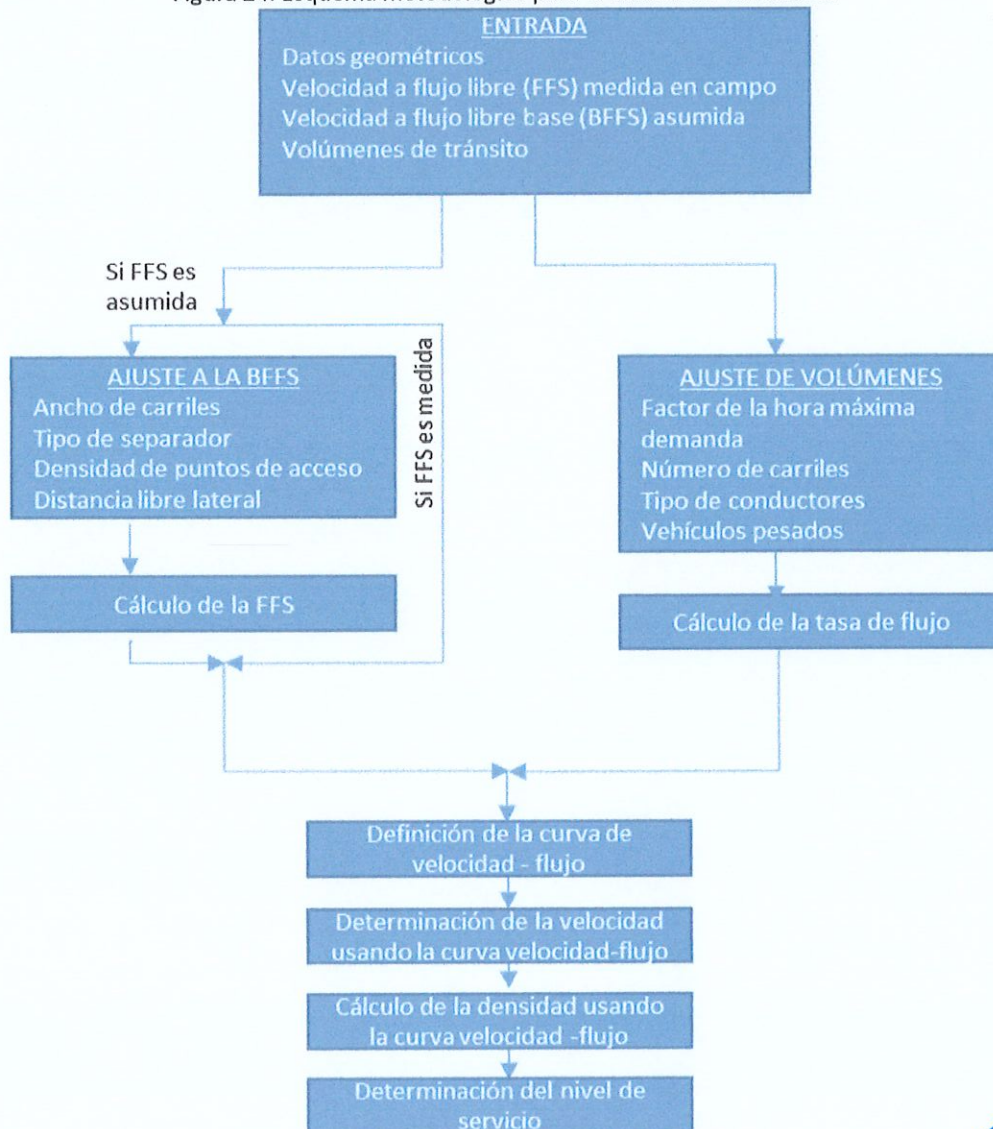 ENTRADA
Datos geométricos
Velocidad a flujo libre (FFS) medida en campo
Velocidad a flujo libre base (BFFS) asumida
Volúmenes de tránsito
Si FFS es
asumida
Si FFS es medida
AJUSTE A LA BFFS
Ancho de carriles
Tipo de separador
Densidad de puntos de acceso
Distancia libre lateral
AJUSTE DE VOLÚMENES
Factor de la hora máxima
demanda
Número de carriles
Tipo de conductores
Vehículos pesados
Cálculo de la FFS
Cálculo de la tasa de flujo
Definición de la curva de
velocidad - flujo
Determinación de la velocidad
usando la curva velocidad-flujo
Cálculo de la densidad usando
la curva velocidad -flujo
Determinación del nivel de
servicio